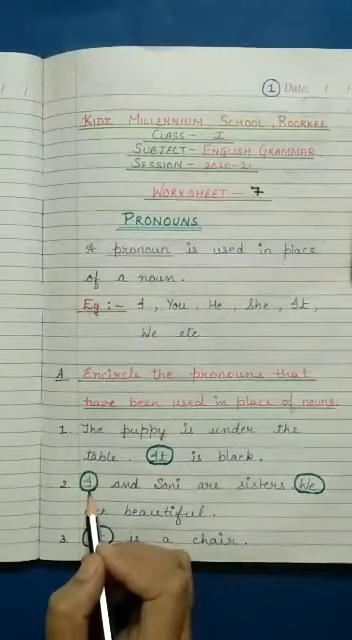 1 Date: / /
KIDZ MILLENNIUM SCHOOL, ROORKEE
CLASS - I
SUBJECT - ENGLISH GRAMMAR
SESSION - 2020-21
WORKSHEET - 7
PRONOUNS
A pronoun is used in place
of a noun.
Eg :- I, You, He, She, It,
We etc.
A Encircle the pronouns that
have been used in place of nouns.
1. The puppy is under the
table. It is black.
2. I and Soni are sisters. We
beautiful.
3. is a chair.